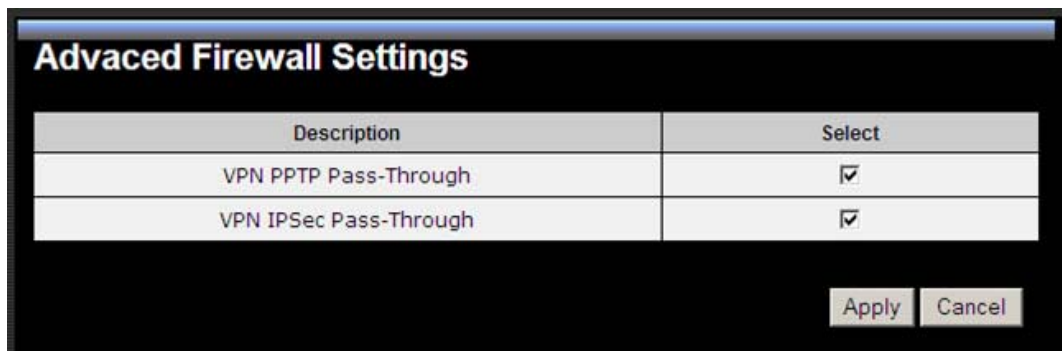 Advaced Firewall Settings
Description Select
VPN PPTP Pass-Through
VPN IPSec Pass-Through
Apply Cancel